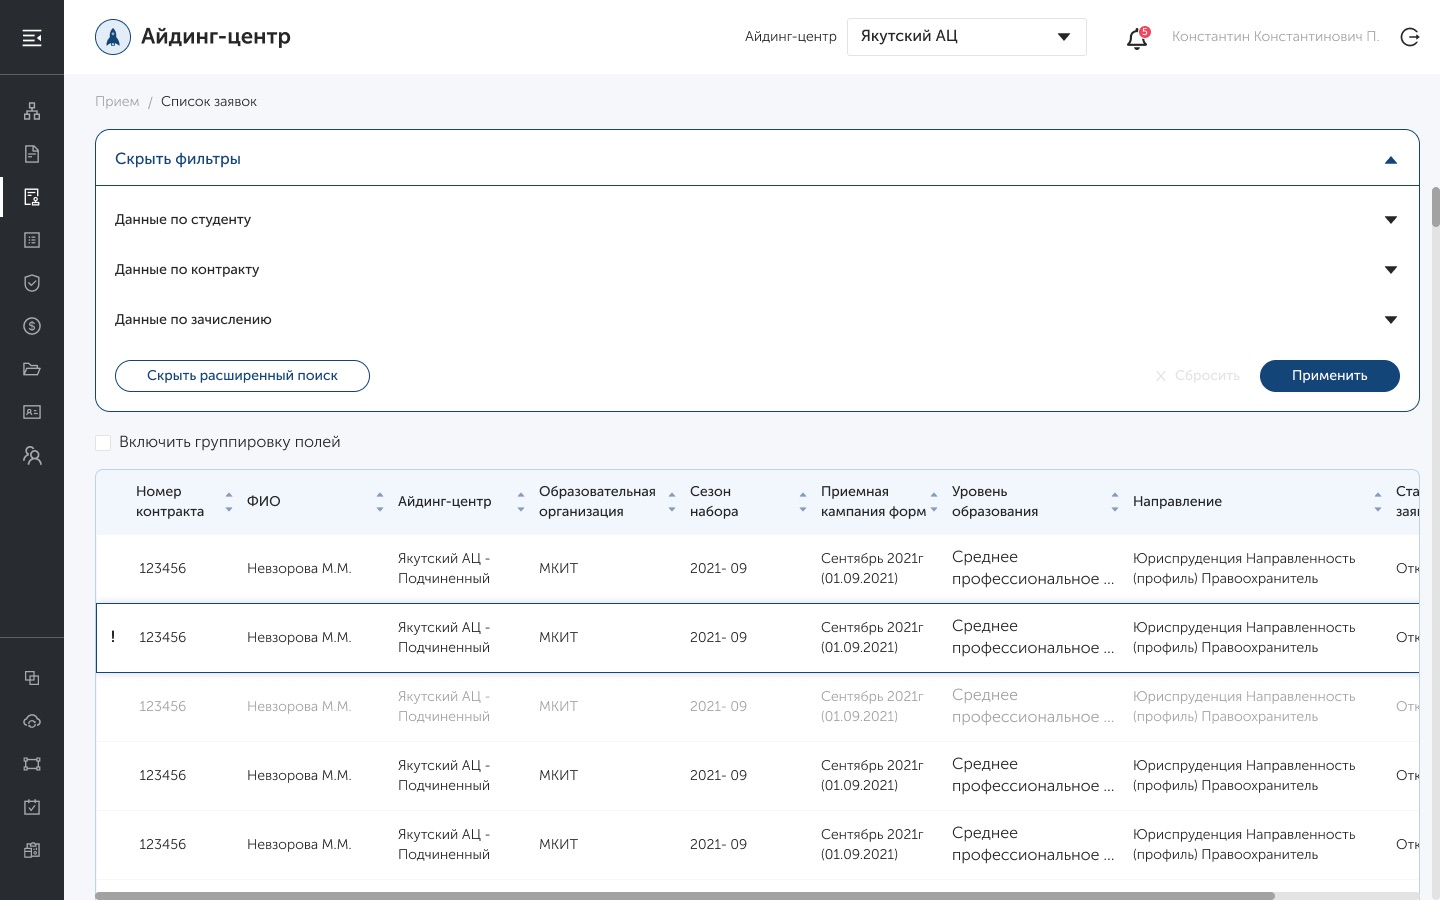 Айдинг-центр
Айдинг-центр
Якутский АЦ
5
Константин Константинович П.
Прием / Список заявок
Скрыть фильтры
Данные по студенту
Данные по контракту
Данные по зачислению
Скрыть расширенный поиск
X Сбросить
Применить
Включить группировку полей
Номер
контракта
ФИО
Айдинг-центр
Образовательная
организация
Сезон
набора
Приемная
кампания форм
Уровень
образования
Направление
Ста
зая
123456
Невзорова М.М.
Якутский АЦ -
Подчиненный
МКИТ
2021- 09
Сентябрь 2021г
(01.09.2021)
Среднее
профессиональное ...
Юриспруденция Направленность
(профиль) Правоохранитель
Отк
!
123456
Невзорова М.М.
Якутский АЦ -
Подчиненный
МКИТ
2021- 09
Сентябрь 2021г
(01.09.2021)
Среднее
профессиональное ...
Юриспруденция Направленность
(профиль) Правоохранитель
Отк
123456
Невзорова М.М.
Якутский АЦ -
Подчиненный
МКИТ
2021- 09
Сентябрь 2021г
(01.09.2021)
Среднее
профессиональное ...
Юриспруденция Направленность
(профиль) Правоохранитель
Отк
123456
Невзорова М.М.
Якутский АЦ -
Подчиненный
МКИТ
2021- 09
Сентябрь 2021г
(01.09.2021)
Среднее
профессиональное ...
Юриспруденция Направленность
(профиль) Правоохранитель
Отк
123456
Невзорова М.М.
Якутский АЦ -
Подчиненный
МКИТ
2021- 09
Сентябрь 2021г
(01.09.2021)
Среднее
профессиональное ...
Юриспруденция Направленность
(профиль) Правоохранитель
Отк